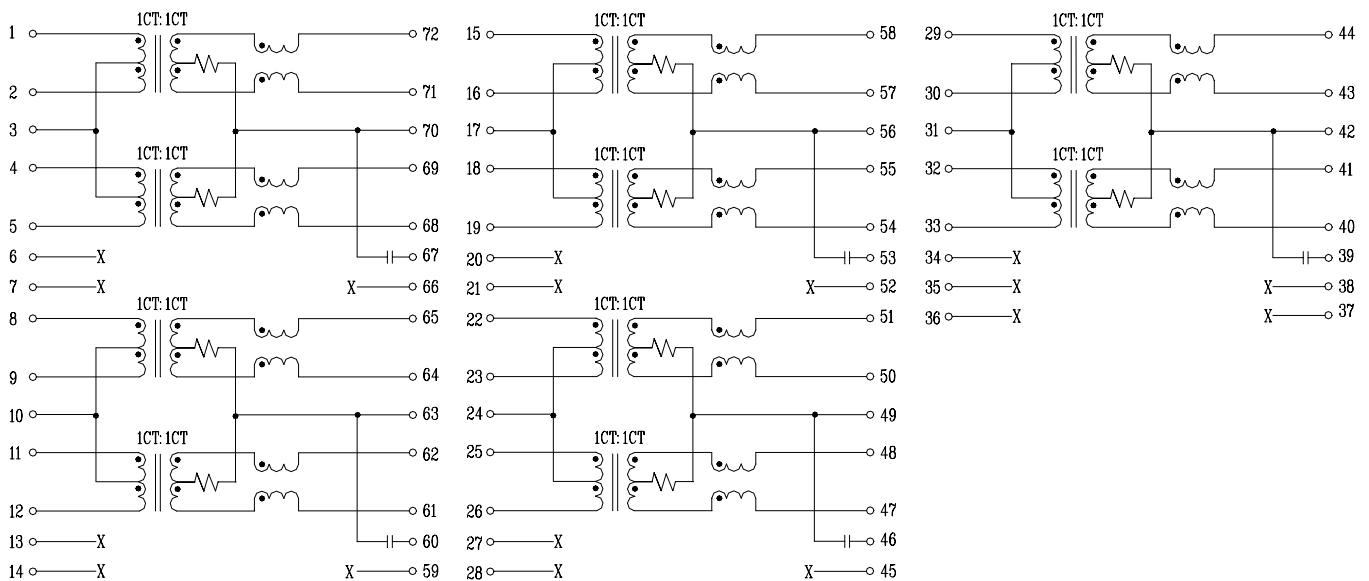 1CT:1CT 1CT:1CT 1CT:1CT
1 72 15 58 29 44
2 71 16 57 30 43
3 70 17 56 31 42
1CT:1CT 1CT:1CT 1CT:1CT
4 69 18 55 32 41
5 68 19 54 33 40
6 X 67 20 X 53 34 X 39
7 X X 66 21 X X 52 35 X X 38
1CT:1CT 1CT:1CT
8 65 22 51 36 X X 37
9 64 23 50
10 63 24 49
1CT:1CT 1CT:1CT
11 62 25 48
12 61 26 47
13 X 60 27 X 46
14 X X 59 28 X X 45